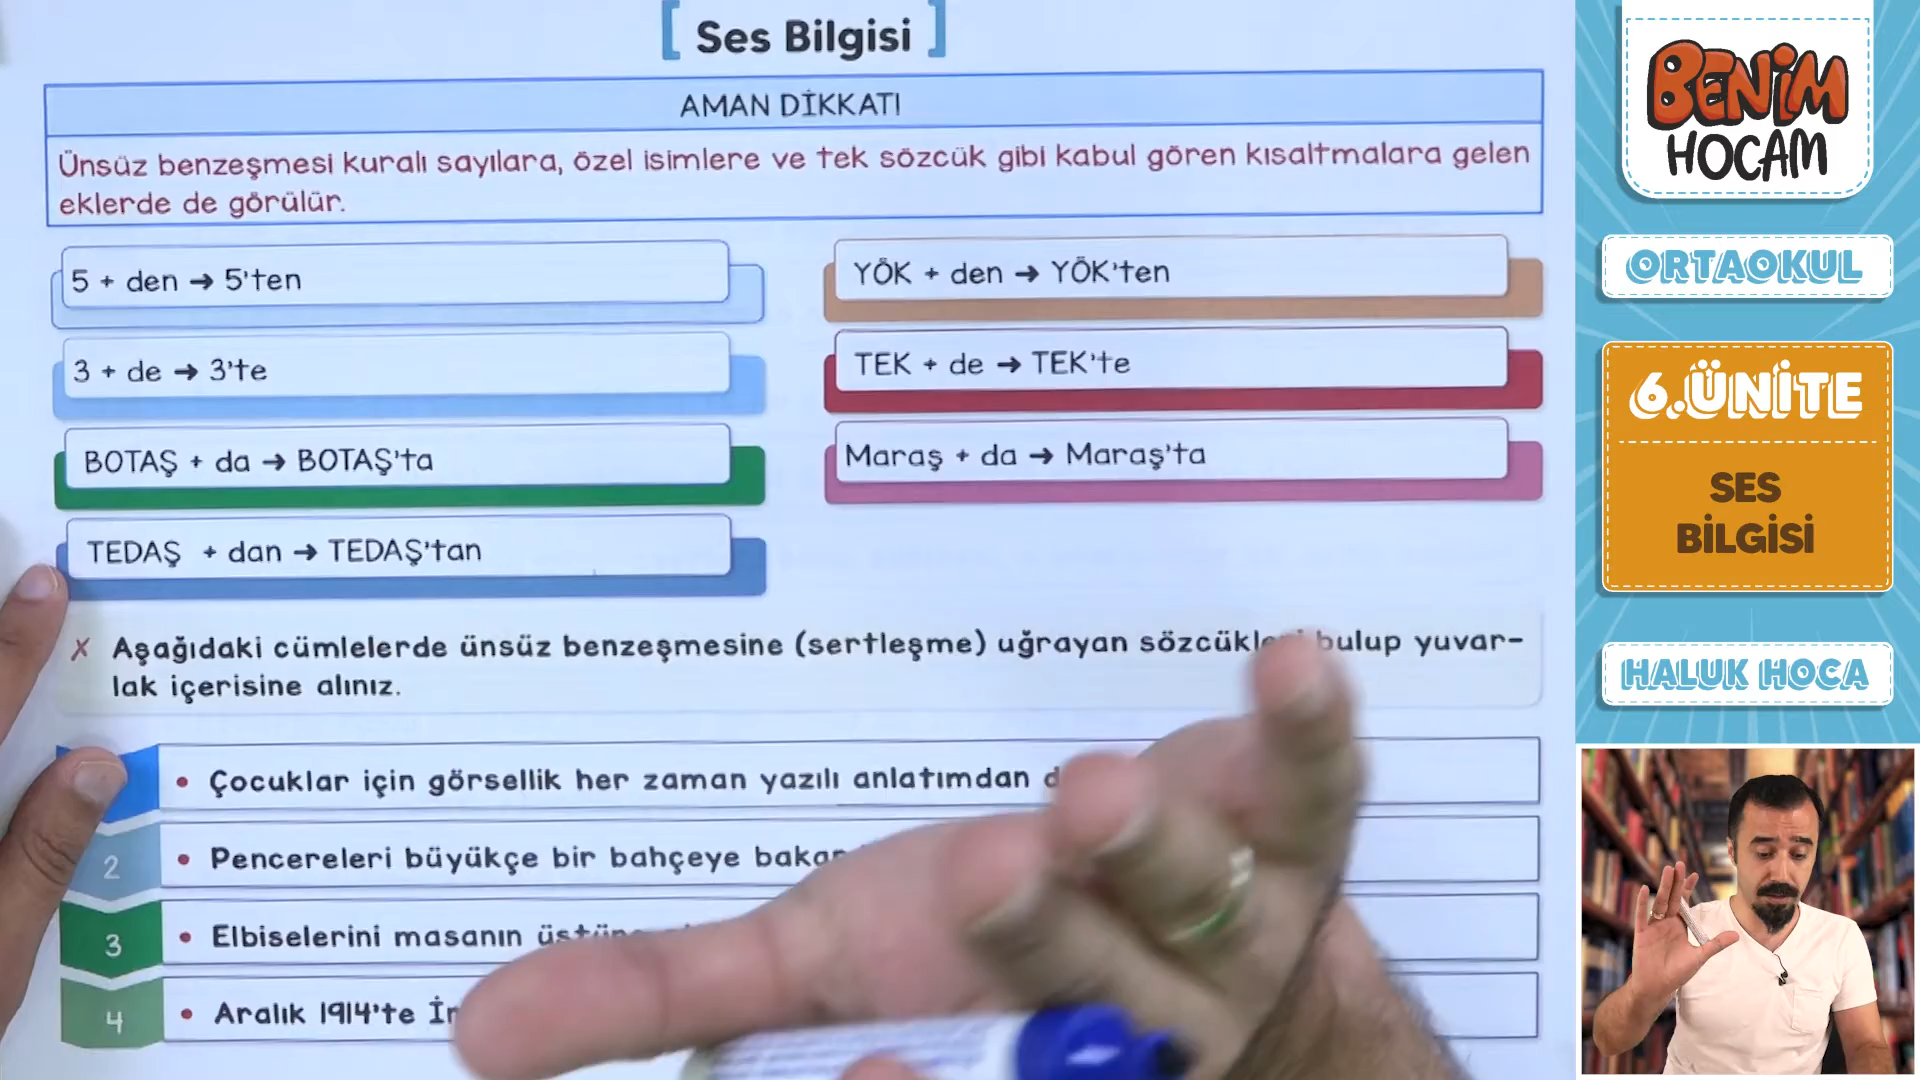 [ Ses Bilgisi ]
AMAN DİKKAT!
Ünsüz benzeşmesi kuralı sayılara, özel isimlere ve tek sözcük gibi kabul gören kısaltmalara gelen
eklerde de görülür.
5 + den → 5'ten
3 + de → 3'te
BOTAŞ + da → BOTAŞ'ta
TEDAŞ + dan → TEDAŞ'tan
YÖK + den → YÖK'ten
TEK + de → TEK'te
Maraş + da → Maraş'ta
✗ Aşağıdaki cümlelerde ünsüz benzeşmesine (sertleşme) uğrayan bulup yuvar-
lak içerisine alınız.
• Çocuklar için görsellik her zaman yazılı anlatımdan
2 • Pencereleri büyükçe bir bahçeye
3 • Elbiselerini masanın
4 • Aralık 1914'te
BENİM
HOCAM
ORTAOKUL
6.ÜNİTE
SES
BİLGİSİ
HALUK HOCA